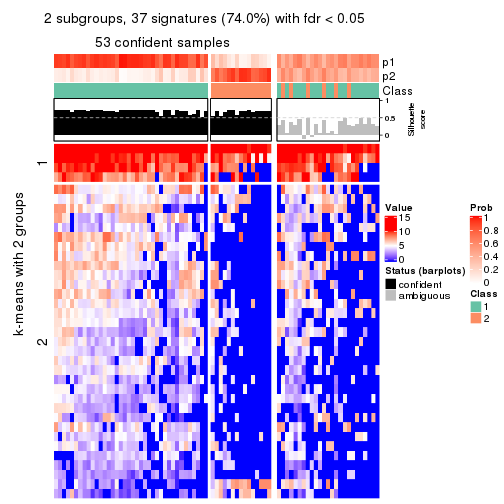 2 subgroups, 37 signatures (74.0%) with fdr < 0.05
53 confident samples
p1
p2
Class
1
0.5
0
Silhouette
score
k-means with 2 groups
1
2
Value
15
10
5
0
Status (barplots)
confident
ambiguous
Prob
1
0.8
0.6
0.4
0.2
0
Class
1
2